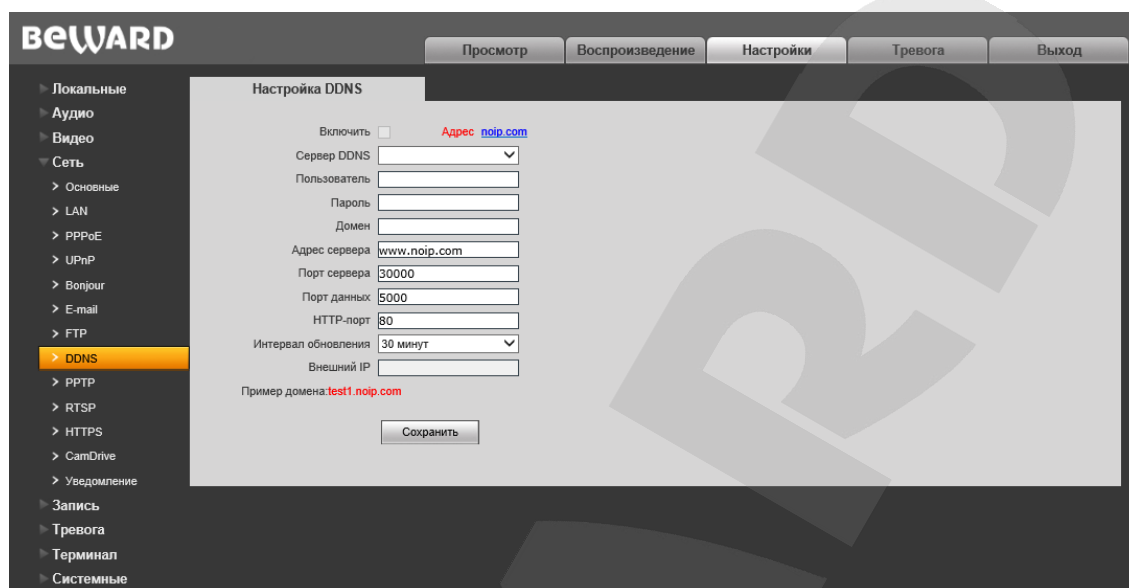 BEWARD
Просмотр Воспроизведение Настройки Тревога Выход
Локальные
Аудио
Видео
Сеть
Основные
LAN
PPPoE
UPnP
Bonjour
E-mail
FTP
DDNS
PPTP
RTSP
HTTPS
CamDrive
Уведомление
Запись
Тревога
Терминал
Системные
Настройка DDNS
Включить Адрес noip.com
Сервер DDNS
Пользователь
Пароль
Домен
Адрес сервера www.noip.com
Порт сервера 30000
Порт данных 5000
HTTP-порт 80
Интервал обновления 30 минут
Внешний IP
Пример домена:test1.noip.com
Сохранить